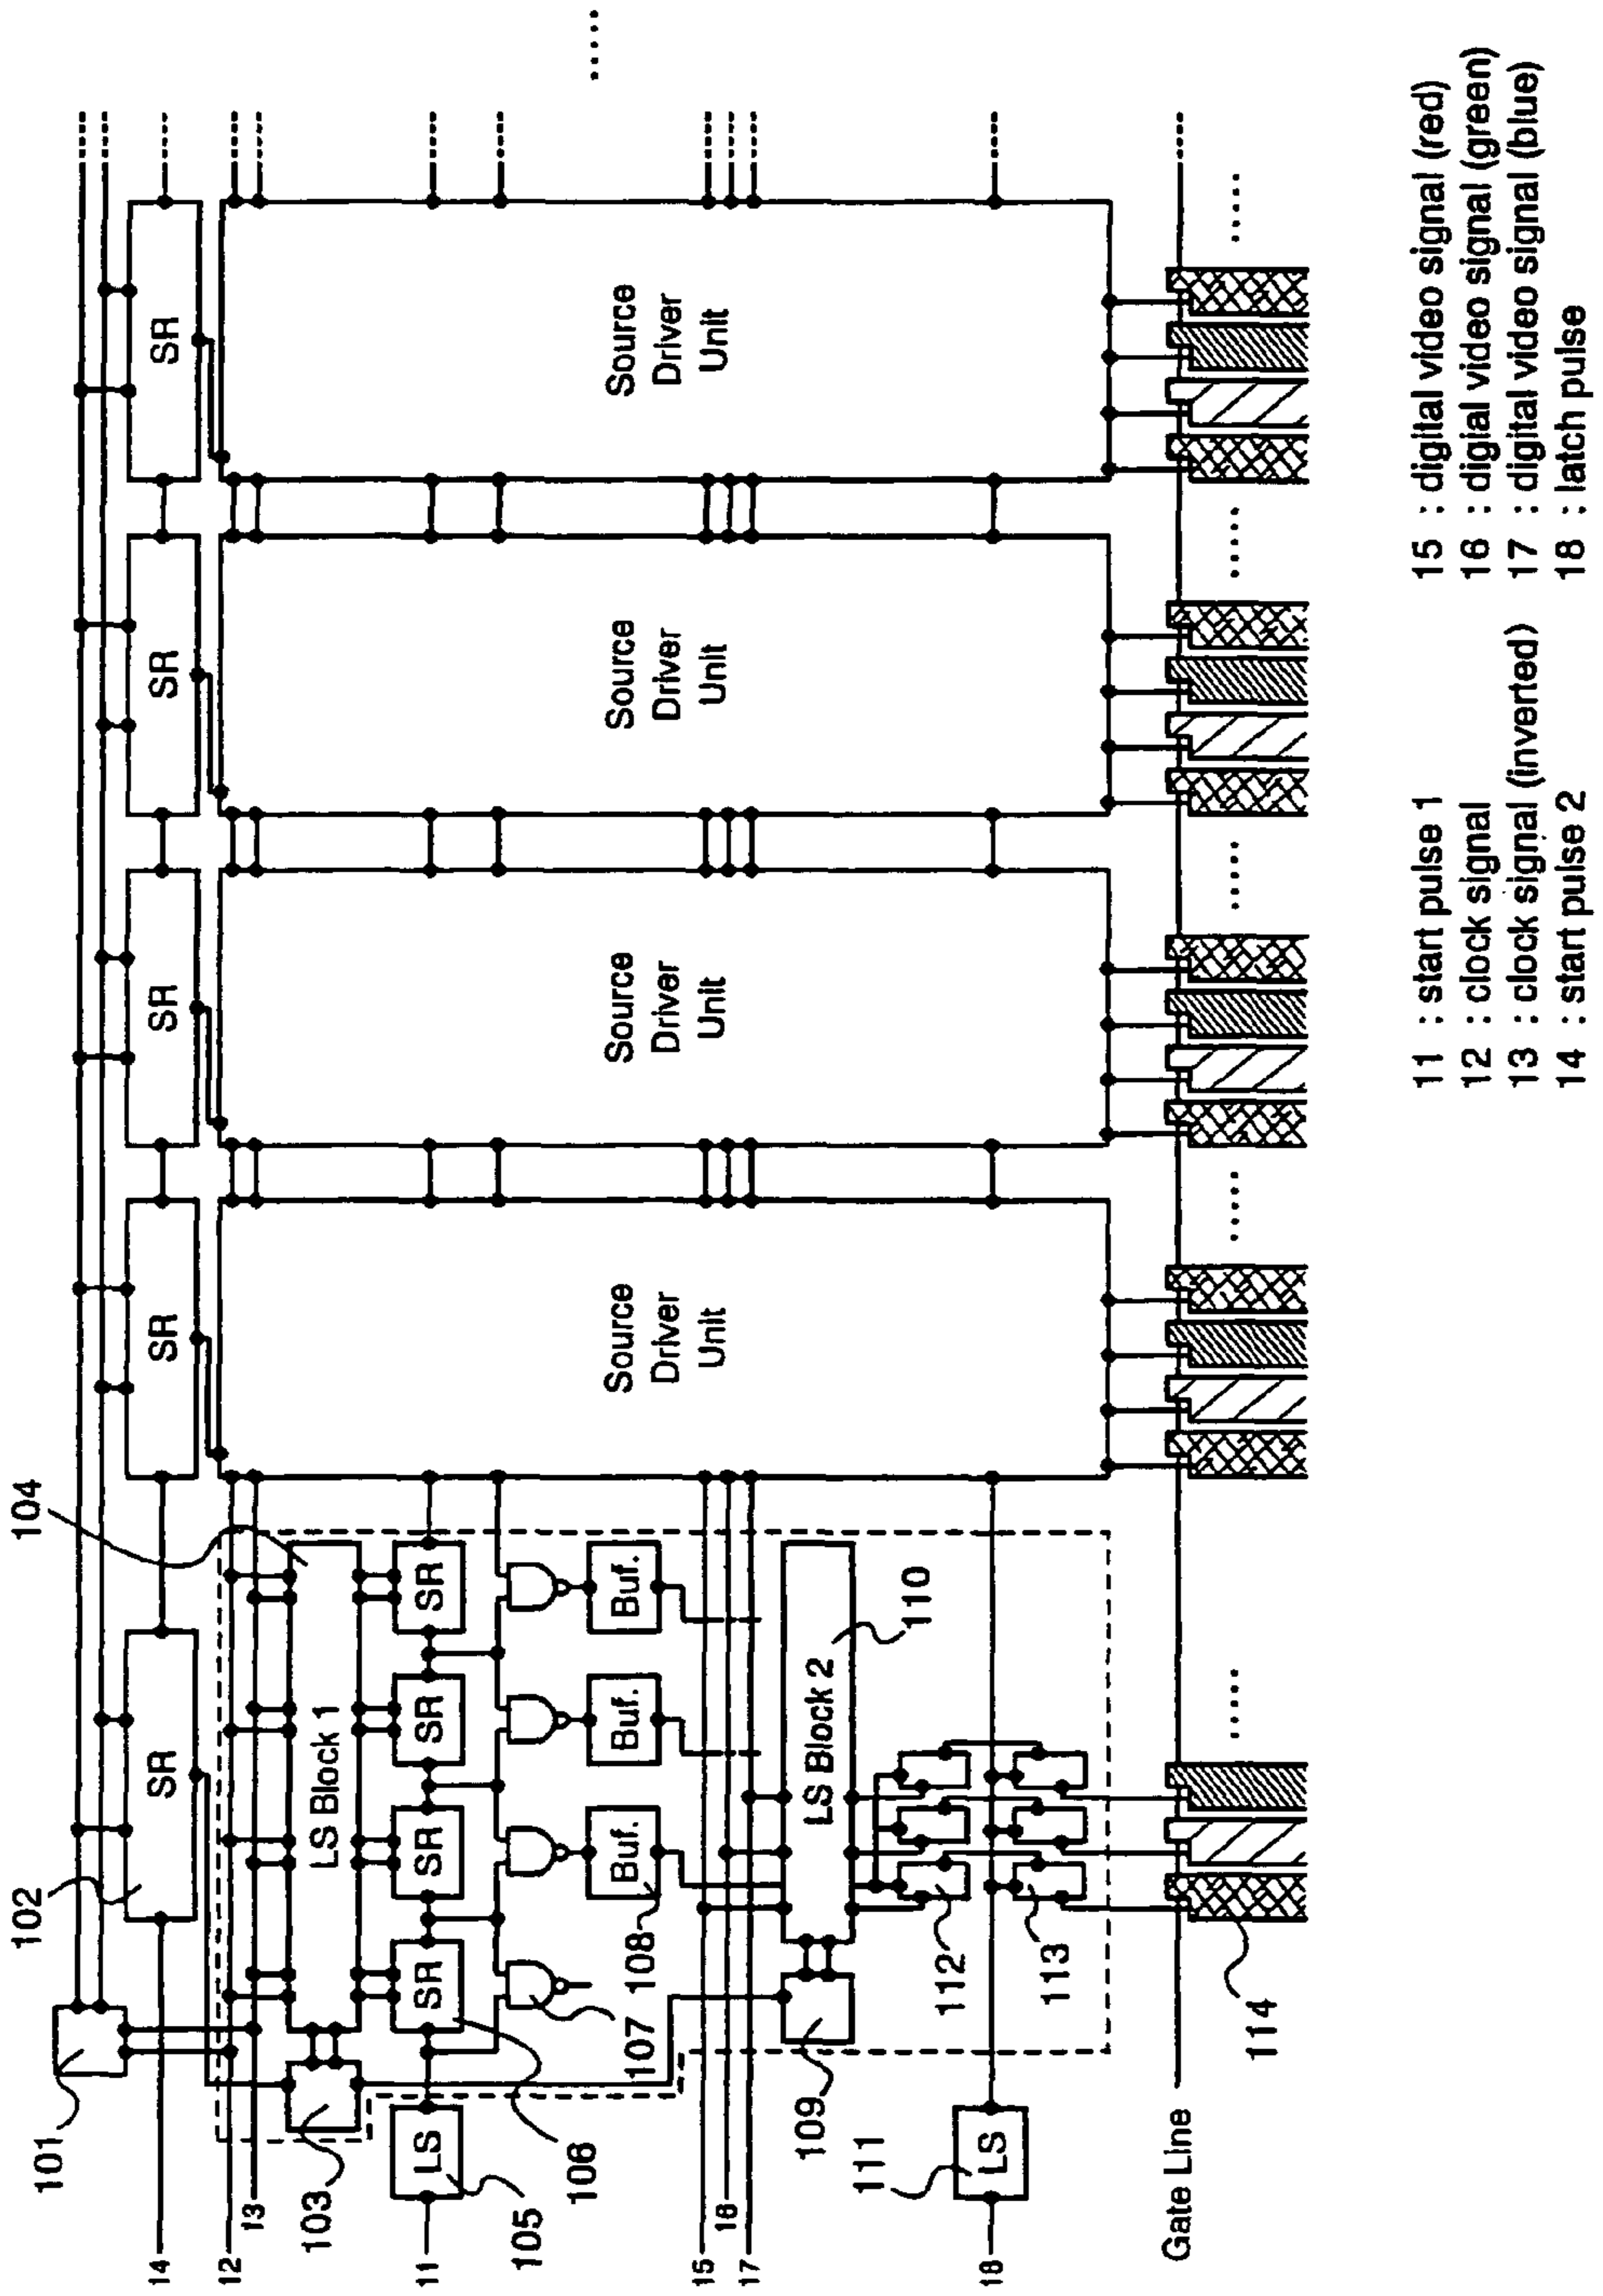 101
102
104
14
SR
SR
SR
SR
SR
12
13
103
LS Block 1
11
LS
SR
SR
SR
SR
105
106
107
108
Buf.
Buf.
Buf.
Source
Driver
Unit
Source
Driver
Unit
Source
Driver
Unit
Source
Driver
Unit
15
16
17
109
LS Block 2
110
111
112
18
LS
113
Gate Line
114
11 : start pulse 1
12 : clock signal
13 : clock signal (inverted)
14 : start pulse 2
15 : digital video signal (red)
16 : digial video signal (green)
17 : digital video signal (blue)
18 : latch pulse